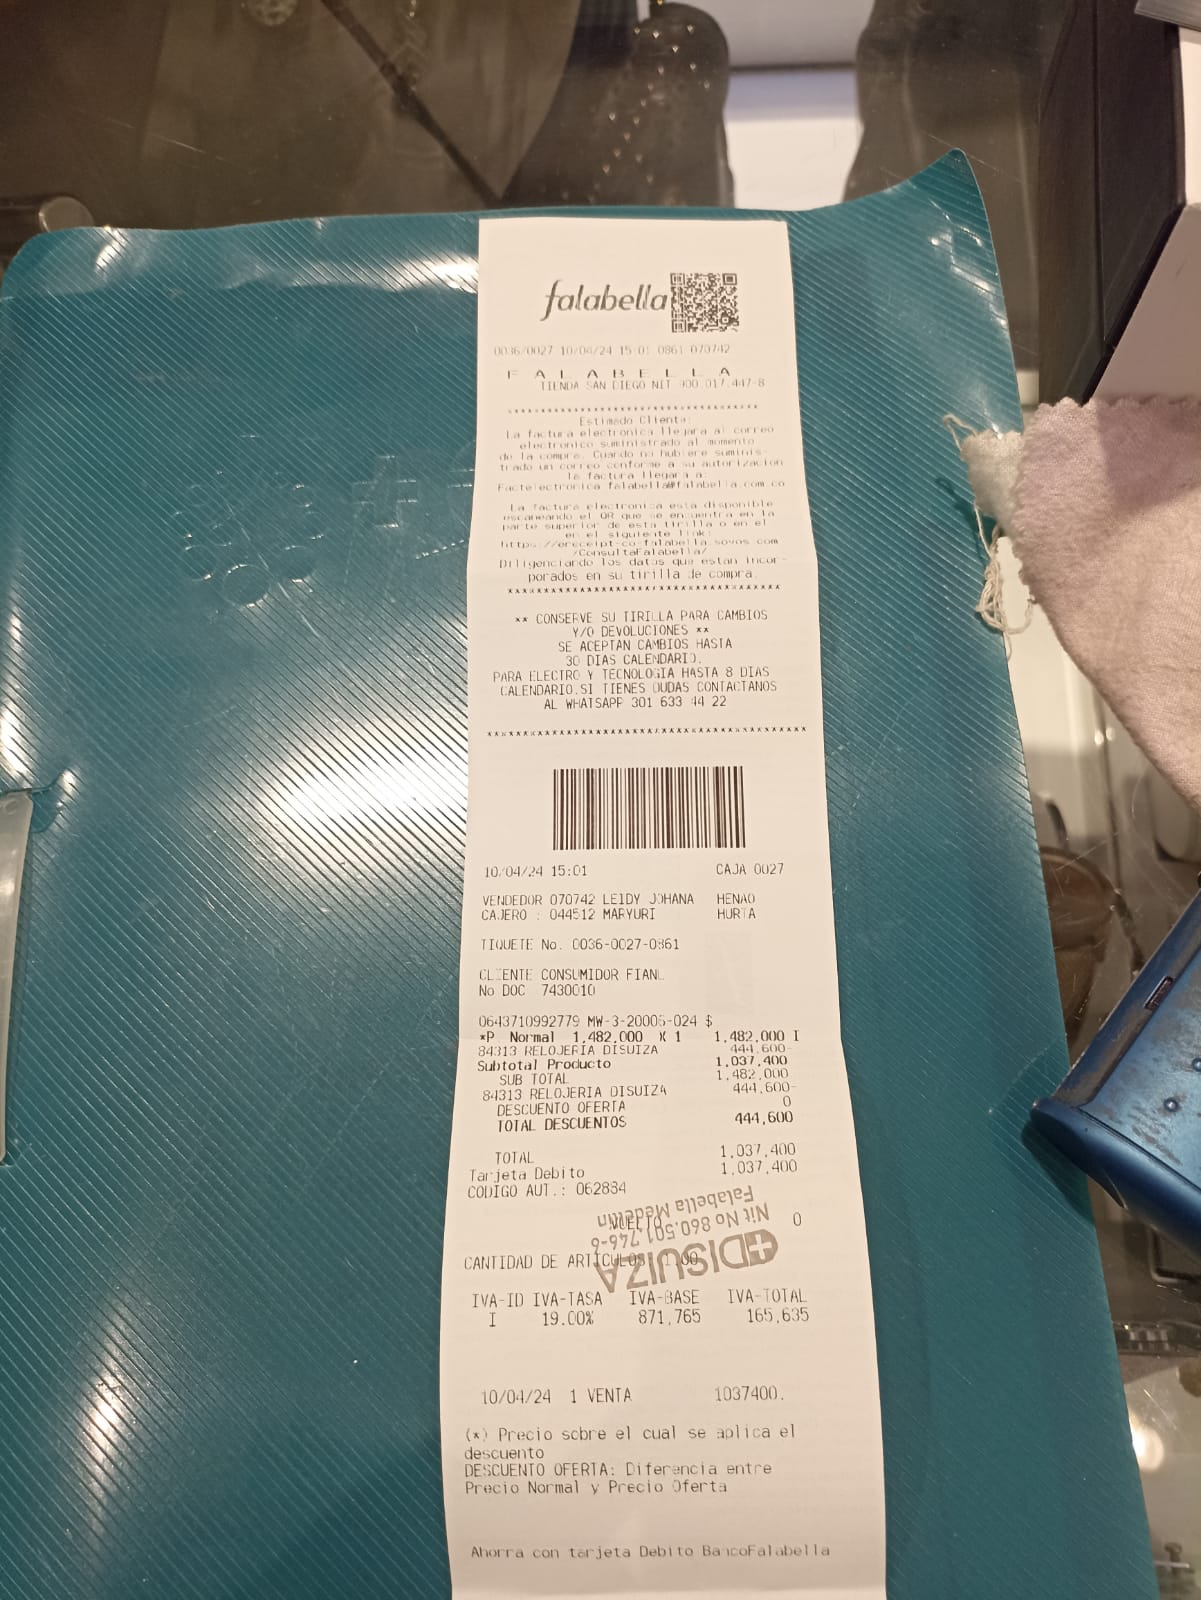 falabella
0036/0027 10/04/24 15:01 0861 070742
F A L A B E L L A
TIENDA SAN DIEGO NIT 900.017.447-8
************************************
Estimado Cliente
La factura electronica llegara al correo
electronico suministrado al momento
de la compra. Cuando no hubiere suminis-
trado un correo conforme a su autorizacion
la factura llegara a:
Factelectronica falabella@falabella.com.co
La factura electronica esta disponible
escaneando el QR que se encuentra en la
parte superior de esta tirilla o en el
en el siguiente link:
https://ereceipt-co-falabella.sovos.com
/ConsultaFalabella/
Diligenciando los datos que estan incor-
porados en su tirilla de compra
************************************
** CONSERVE SU TIRILLA PARA CAMBIOS
Y/O DEVOLUCIONES **
SE ACEPTAN CAMBIOS HASTA
30 DIAS CALENDARIO.
PARA ELECTRO Y TECNOLOGIA HASTA 8 DIAS
CALENDARIO.SI TIENES DUDAS CONTACTANOS
AL WHATSAPP 301 633 44 22
************************************
10/04/24 15:01 CAJA 0027
VENDEDOR 070742 LEIDY JOHANA HENAO
CAJERO : 044512 MARYURI HURTA
TIQUETE No. 0036-0027-0861
CLIENTE CONSUMIDOR FIANL
No DOC 7430010
0643710992779 MW-3-20006-024 $
*P. Normal 1,482,000 X 1 1,482,000 I
84313 RELOJERIA DISUIZA 444,600-
Subtotal Producto 1,037,400
SUB TOTAL 1,482,000
84313 RELOJERIA DISUIZA 444,600-
DESCUENTO OFERTA 0
TOTAL DESCUENTOS 444,600
TOTAL 1,037,400
Tarjeta Debito 1,037,400
CODIGO AUT.: 062884
Falabella Medellin
VUELTO 0
Nit No 860.501.746-6
DISUIZA
CANTIDAD DE ARTICULOS: 1.00
IVA-ID IVA-TASA IVA-BASE IVA-TOTAL
I 19.00% 871,765 165,635
10/04/24 1 VENTA 1037400.
(*) Precio sobre el cual se aplica el
descuento
DESCUENTO OFERTA: Diferencia entre
Precio Normal y Precio Oferta
Ahorra con tarjeta Debito BancoFalabella